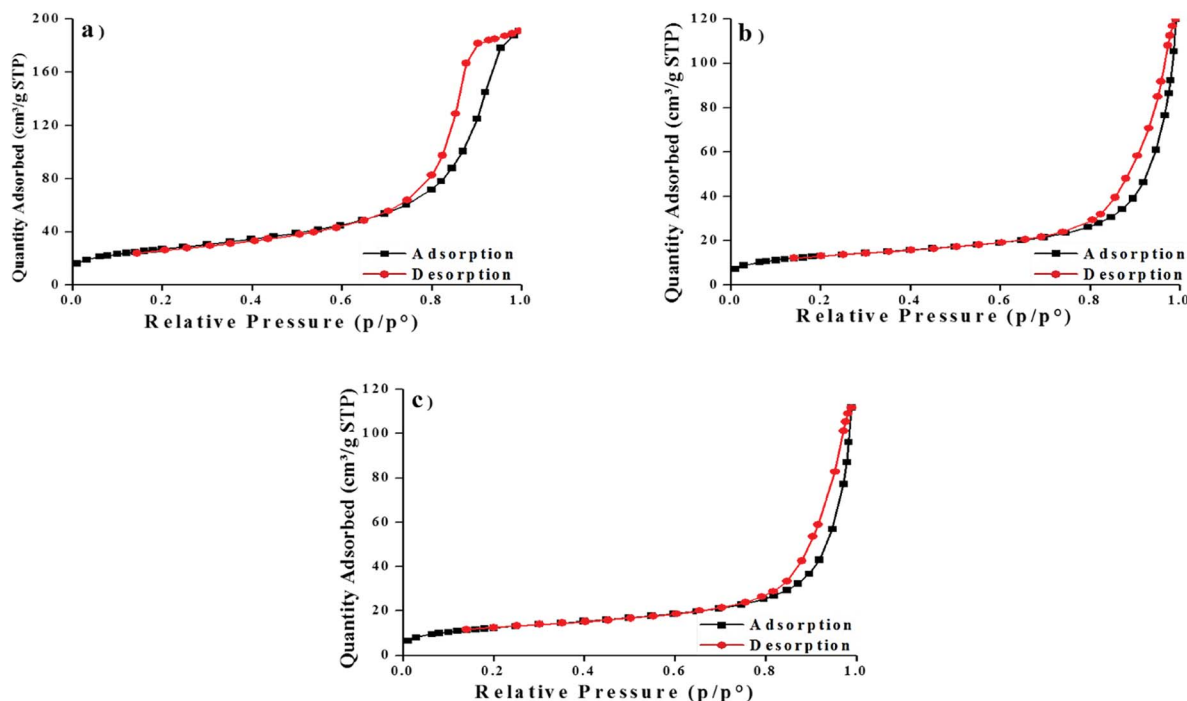 a)
Quantity Adsorbed (cm³/g STP)
200
160
120
80
40
0
Adsorption
Desorption
0.0 0.2 0.4 0.6 0.8 1.0
Relative Pressure (p/p°)
b)
Quantity Adsorbed (cm³/g STP)
120
100
80
60
40
20
0
Adsorption
Desorption
0.0 0.2 0.4 0.6 0.8 1.0
Relative Pressure (p/p°)
c)
Quantity Adsorbed (cm³/g STP)
120
100
80
60
40
20
0
Adsorption
Desorption
0.0 0.2 0.4 0.6 0.8 1.0
Relative Pressure (p/p°)